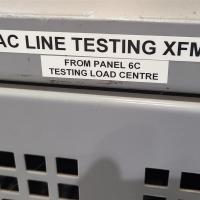 AC LINE TESTING XFM
FROM PANEL 6C
TESTING LOAD CENTRE